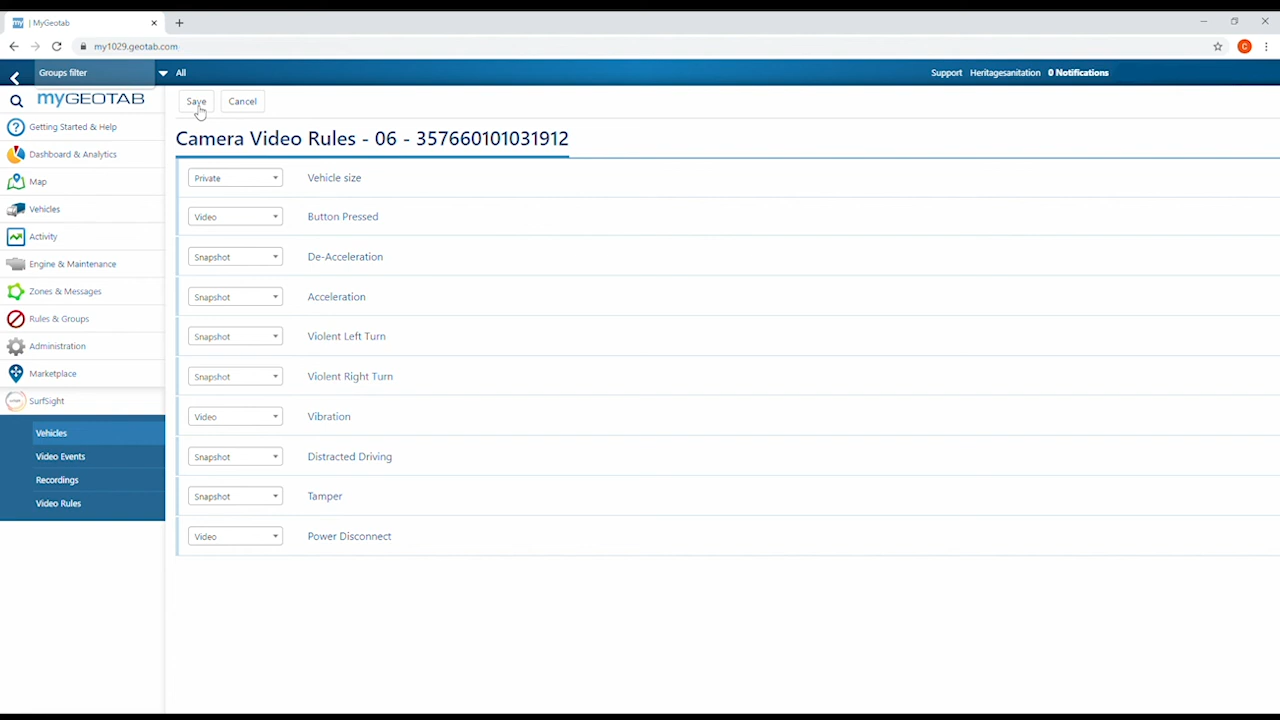 my | MyGeotab
my1029.geotab.com
C
Groups filter
All
Support Heritagesanitation 0 Notifications
myGEOTAB
Getting Started & Help
Dashboard & Analytics
Map
Vehicles
Activity
Engine & Maintenance
Zones & Messages
Rules & Groups
Administration
Marketplace
SurfSight
Vehicles
Video Events
Recordings
Video Rules
Save Cancel
Camera Video Rules - 06 - 357660101031912
Private Vehicle size
Video Button Pressed
Snapshot De-Acceleration
Snapshot Acceleration
Snapshot Violent Left Turn
Snapshot Violent Right Turn
Video Vibration
Snapshot Distracted Driving
Snapshot Tamper
Video Power Disconnect